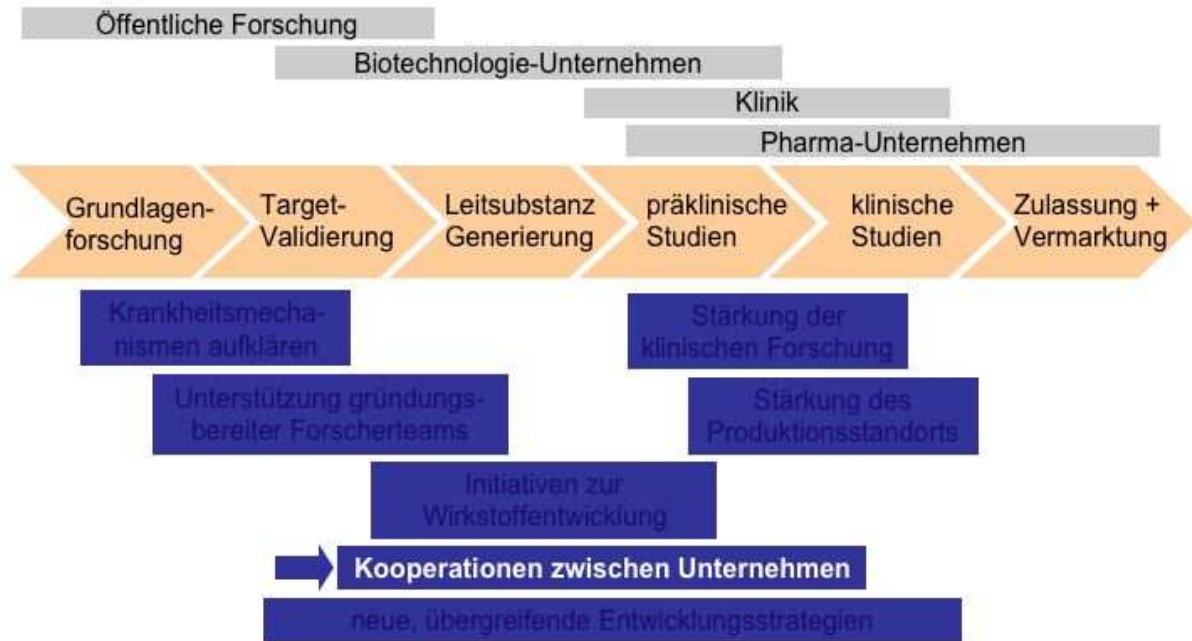 Öffentliche Forschung
Biotechnologie-Unternehmen
Klinik
Pharma-Unternehmen
Grundlagen-
forschung
Target-
Validierung
Leitsubstanz
Generierung
präklinische
Studien
klinische
Studien
Zulassung +
Vermarktung
Krankheitsmecha-
nismen aufklären
Stärkung der
klinischen Forschung
Unterstützung gründungs-
bereiter Forscherteams
Stärkung des
Produktionsstandorts
Initiativen zur
Wirkstoffentwicklung
Kooperationen zwischen Unternehmen
neue, übergreifende Entwicklungsstrategien